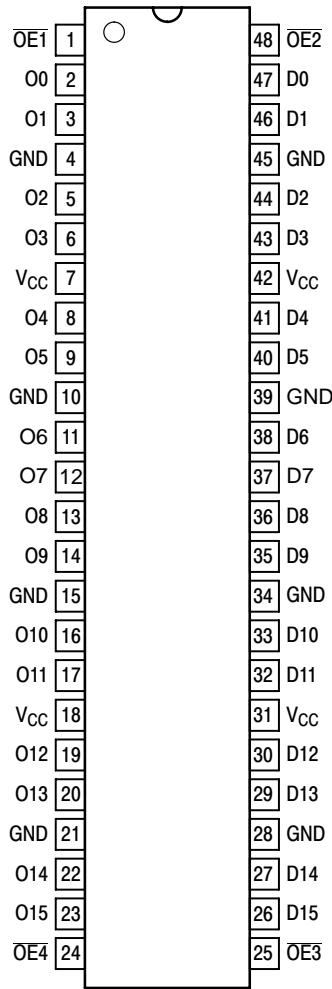 O̅E̅1̅ 1 48 O̅E̅2̅
O0 2 47 D0
O1 3 46 D1
GND 4 45 GND
O2 5 44 D2
O3 6 43 D3
VCC 7 42 VCC
O4 8 41 D4
O5 9 40 D5
GND 10 39 GND
O6 11 38 D6
O7 12 37 D7
O8 13 36 D8
O9 14 35 D9
GND 15 34 GND
O10 16 33 D10
O11 17 32 D11
VCC 18 31 VCC
O12 19 30 D12
O13 20 29 D13
GND 21 28 GND
O14 22 27 D14
O15 23 26 D15
O̅E̅4̅ 24 25 O̅E̅3̅